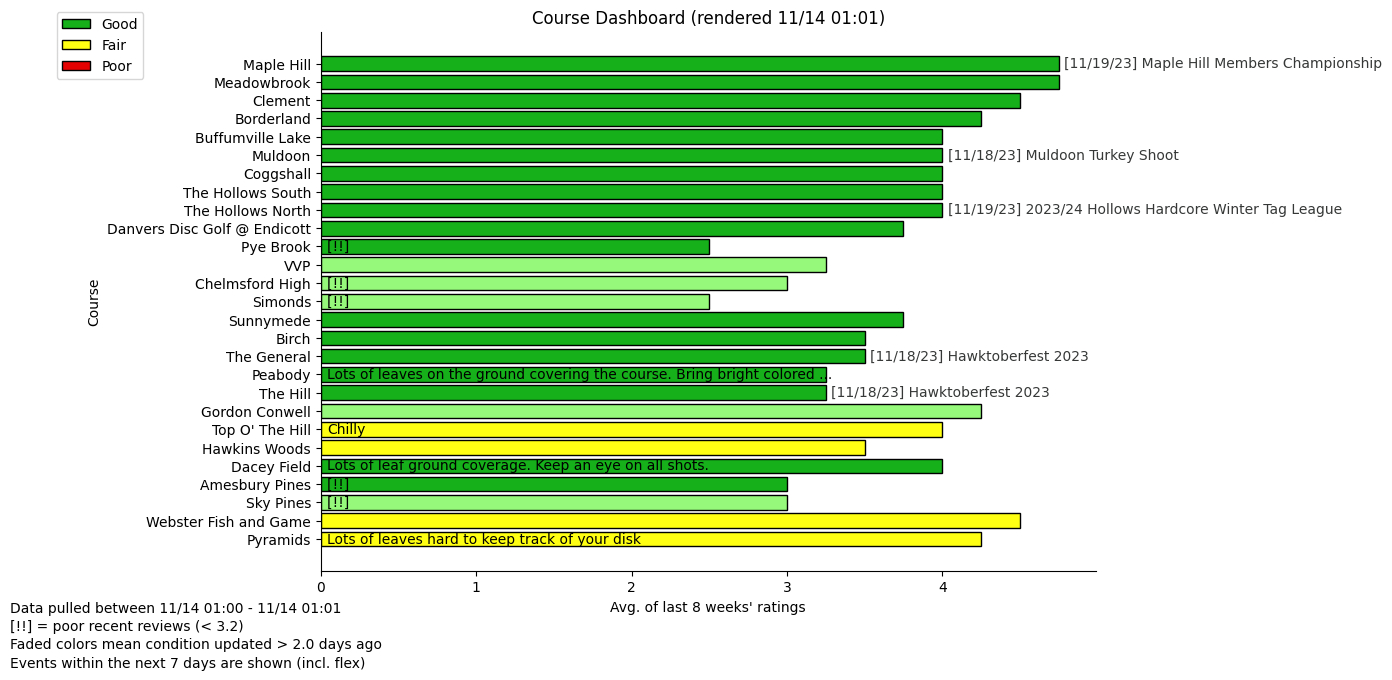 Course Dashboard (rendered 11/14 01:01)
Good
Fair
Poor
Course
Maple Hill [11/19/23] Maple Hill Members Championship
Meadowbrook
Clement
Borderland
Buffumville Lake
Muldoon [11/18/23] Muldoon Turkey Shoot
Coggshall
The Hollows South
The Hollows North [11/19/23] 2023/24 Hollows Hardcore Winter Tag League
Danvers Disc Golf @ Endicott
Pye Brook [!!]
VVP
Chelmsford High [!!]
Simonds [!!]
Sunnymede
Birch
The General [11/18/23] Hawktoberfest 2023
Peabody Lots of leaves on the ground covering the course. Bring bright colored ...
The Hill [11/18/23] Hawktoberfest 2023
Gordon Conwell
Top O' The Hill Chilly
Hawkins Woods
Dacey Field Lots of leaf ground coverage. Keep an eye on all shots.
Amesbury Pines [!!]
Sky Pines [!!]
Webster Fish and Game
Pyramids Lots of leaves hard to keep track of your disk
0 1 2 3 4
Avg. of last 8 weeks' ratings
Data pulled between 11/14 01:00 - 11/14 01:01
[!!] = poor recent reviews (< 3.2)
Faded colors mean condition updated > 2.0 days ago
Events within the next 7 days are shown (incl. flex)